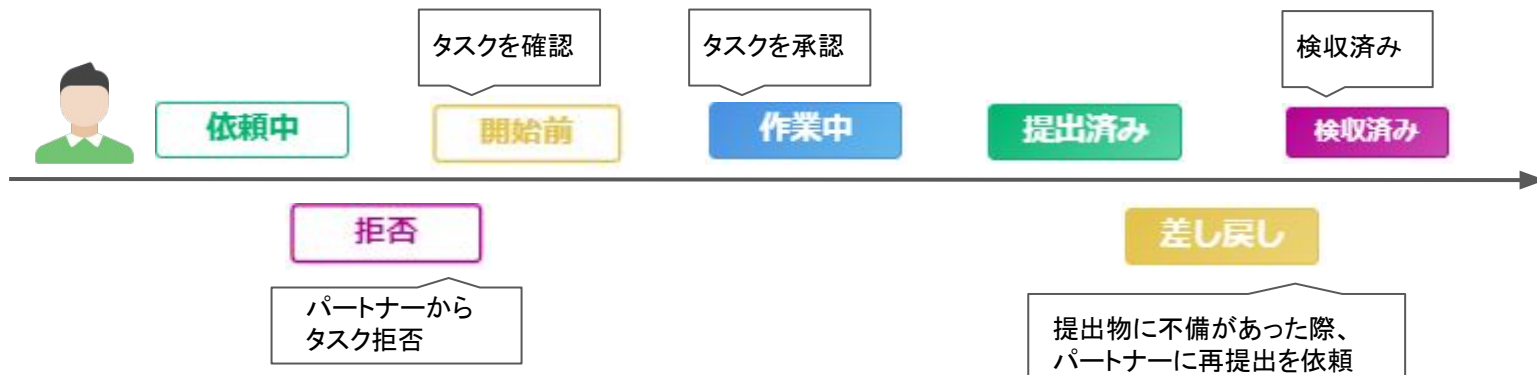 タスクを確認
タスクを承認
検収済み
依頼中
開始前
作業中
提出済み
検収済み
拒否
差し戻し
パートナーから
タスク拒否
提出物に不備があった際、
パートナーに再提出を依頼